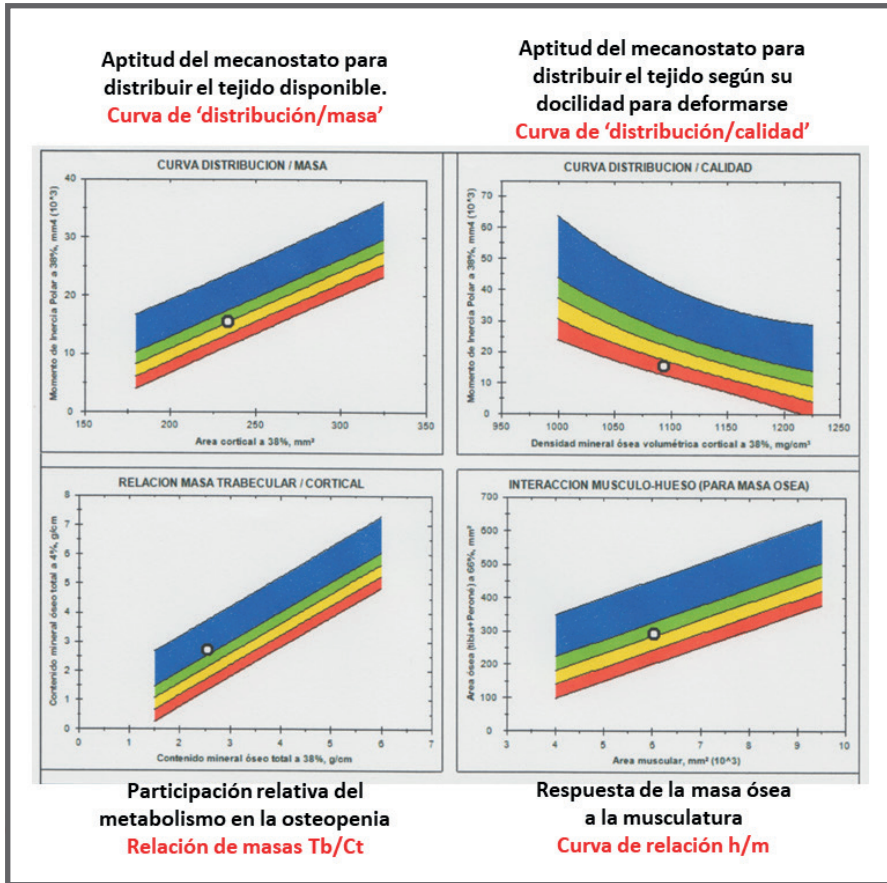 Aptitud del mecanostato para
distribuir el tejido disponible.
Curva de ‘distribución/masa’
Aptitud del mecanostato para
distribuir el tejido según su
docilidad para deformarse
Curva de ‘distribución/calidad’
CURVA DISTRIBUCION / MASA
Momento de Inercia Polar a 38%, mm4 (10^3)
40
30
20
10
0
150
200
250
300
350
Area cortical a 38%, mm²
CURVA DISTRIBUCION / CALIDAD
Momento de Inercia Polar a 38%, mm4 (10^3)
70
60
50
40
30
20
10
0
950
1000
1050
1100
1150
1200
1250
Densidad mineral ósea volumétrica cortical a 38%, mg/cm³
RELACION MASA TRABECULAR / CORTICAL
Contenido mineral óseo total a 4%, g/cm
8
7
6
5
4
3
2
1
0
0
1
2
3
4
5
6
7
Contenido mineral óseo total a 38%, g/cm
INTERACCION MUSCULO-HUESO (PARA MASA OSEA)
Area ósea (tibia+Peroné) a 66%, mm²
700
600
500
400
300
200
100
0
3
4
5
6
7
8
9
10
Area muscular, mm² (10^3)
Participación relativa del
metabolismo en la osteopenia
Relación de masas Tb/Ct
Respuesta de la masa ósea
a la musculatura
Curva de relación h/m